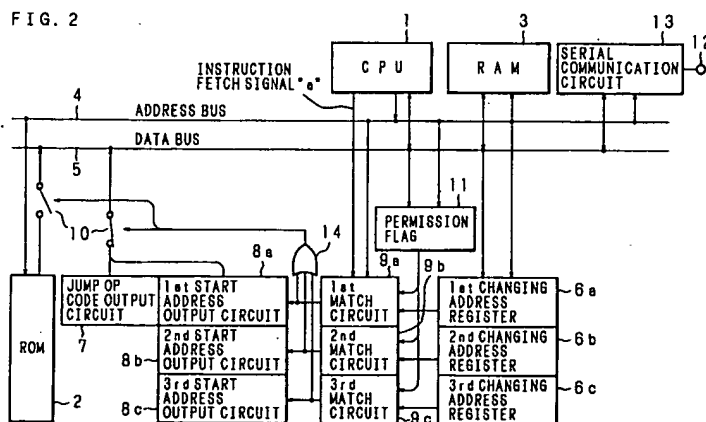 FIG. 2
1
3
13
12
CPU
RAM
SERIAL
COMMUNICATION
CIRCUIT
INSTRUCTION
FETCH SIGNAL "a"
4
ADDRESS BUS
DATA BUS
5
10
14
11
PERMISSION
FLAG
8a
9a
9b
ROM
2
JUMP OP
CODE OUTPUT
CIRCUIT
7
1st START
ADDRESS
OUTPUT CIRCUIT
2nd START
ADDRESS
OUTPUT CIRCUIT
3rd START
ADDRESS
OUTPUT CIRCUIT
8b
8c
1st
MATCH
CIRCUIT
2nd
MATCH
CIRCUIT
3rd
MATCH
CIRCUIT
9c
1st CHANGING
ADDRESS
REGISTER
2nd CHANGING
ADDRESS
REGISTER
3rd CHANGING
ADDRESS
REGISTER
6a
6b
6c